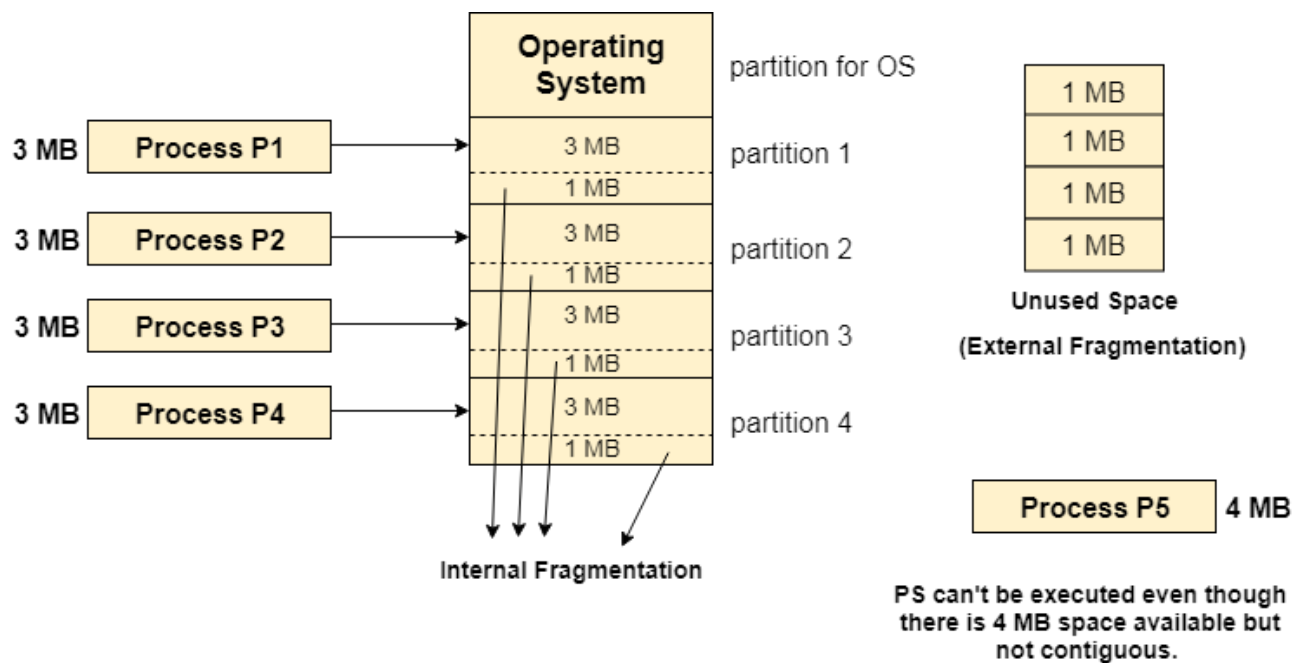 Operating
System
partition for OS
3 MB
Process P1
3 MB
1 MB
partition 1
3 MB
Process P2
3 MB
1 MB
partition 2
3 MB
Process P3
3 MB
1 MB
partition 3
3 MB
Process P4
3 MB
1 MB
partition 4
Internal Fragmentation
1 MB
1 MB
1 MB
1 MB
Unused Space
(External Fragmentation)
Process P5
4 MB
PS can't be executed even though
there is 4 MB space available but
not contiguous.